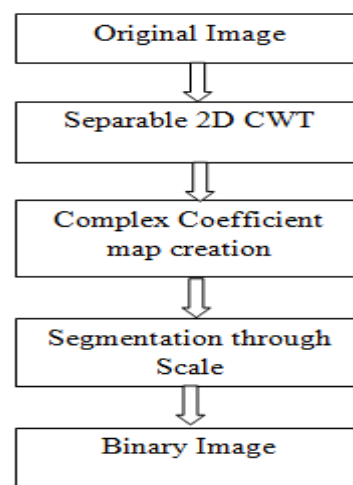 Original Image
Separable 2D CWT
Complex Coefficient
map creation
Segmentation through
Scale
Binary Image